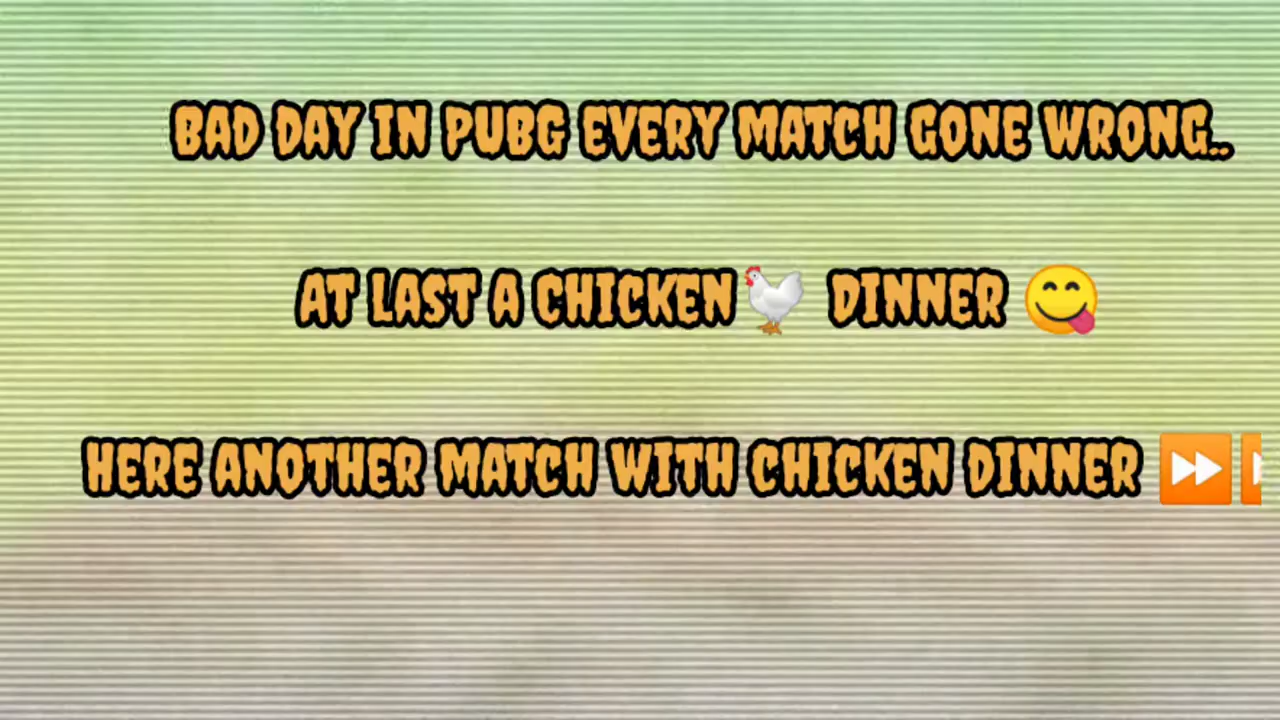 BAD DAY IN PUBG EVERY MATCH GONE WRONG..
AT LAST A CHICKEN🐓 DINNER 😋
HERE ANOTHER MATCH WITH CHICKEN DINNER ⏩⏩